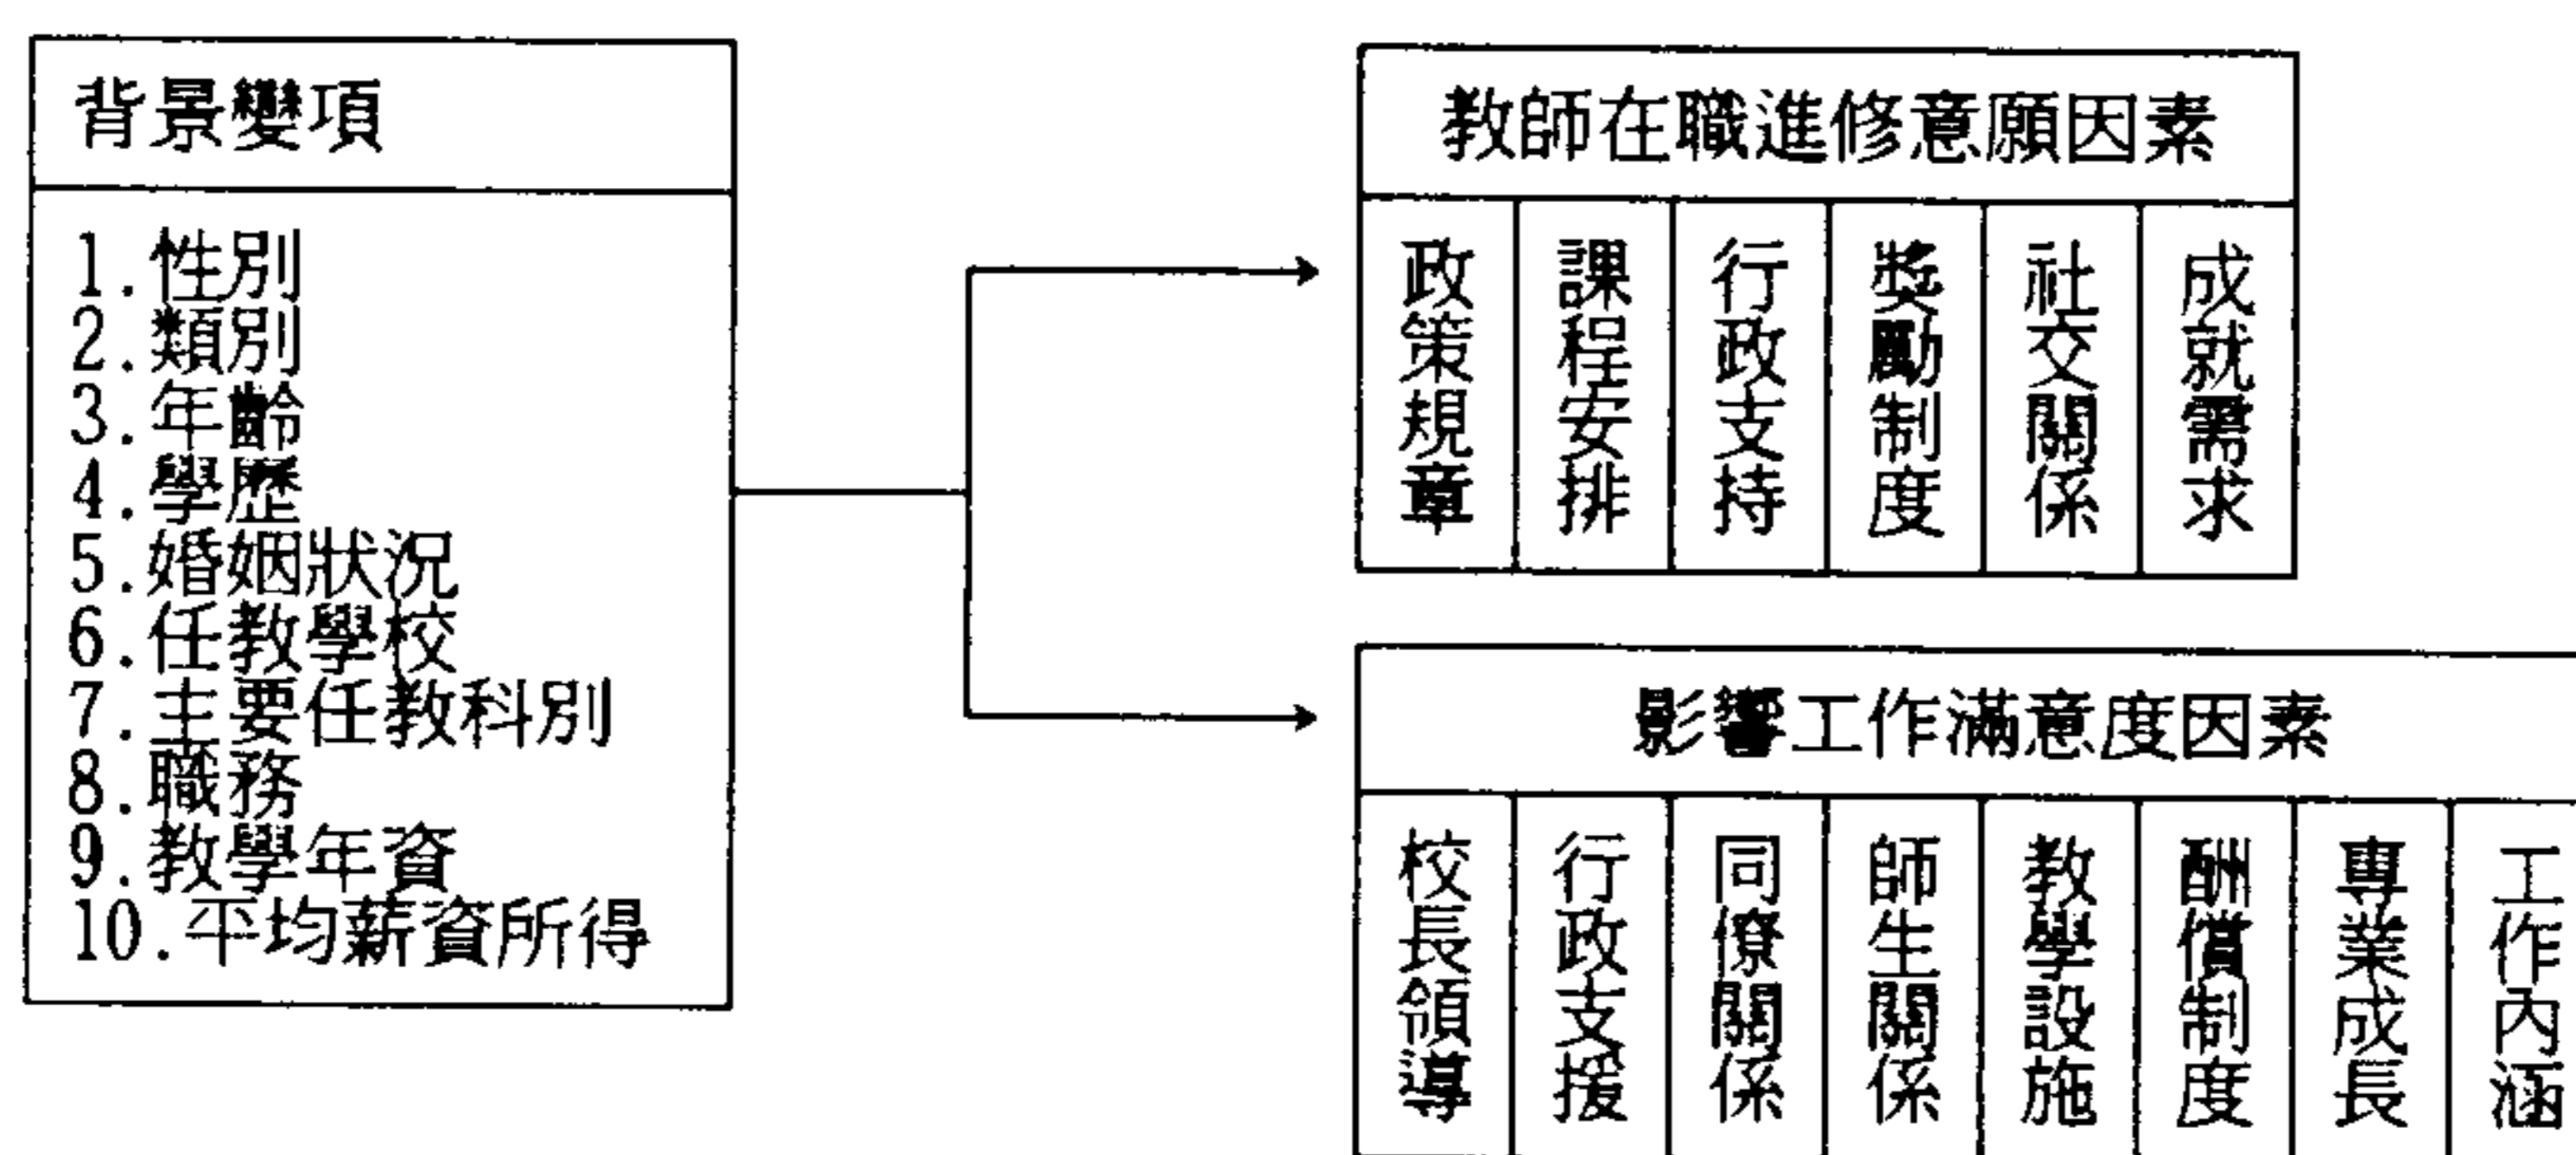 背景變項
1.性別
2.類別
3.年齡
4.學歷
5.婚姻狀況
6.任教學校
7.主要任教科別
8.職務
9.教學年資
10.平均薪資所得
教師在職進修意願因素
政策規章
課程安排
行政支持
獎勵制度
社交關係
成就需求
影響工作滿意度因素
校長領導
行政支援
同僚關係
師生關係
教學設施
酬償制度
專業成長
工作內涵